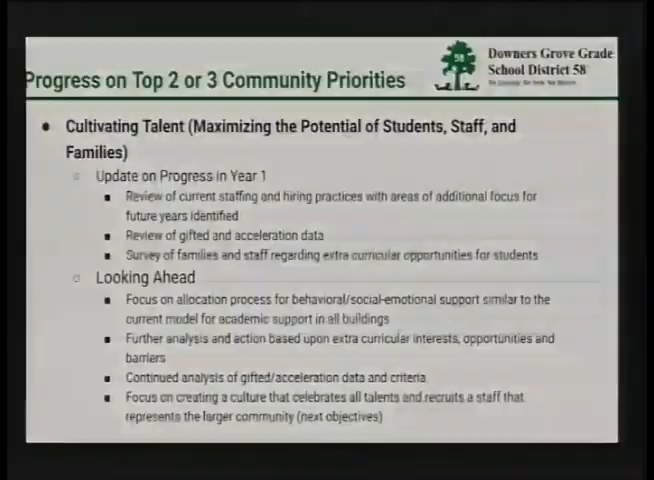 58
Downers Grove Grade
School District 58
Progress on Top 2 or 3 Community Priorities
● Cultivating Talent (Maximizing the Potential of Students, Staff, and
Families)
○ Update on Progress in Year 1
■ Review of current staffing and hiring practices with areas of additional focus for
future years identified
■ Review of gifted and acceleration data
■ Survey of families and staff regarding extra curricular opportunities for students
○ Looking Ahead
■ Focus on allocation process for behavioral/social-emotional support similar to the
current model for academic support in all buildings
■ Further analysis and action based upon extra curricular interests, opportunities and
barriers
■ Continued analysis of gifted/acceleration data and criteria
■ Focus on creating a culture that celebrates all talents and recruits a staff that
represents the larger community (next objectives)